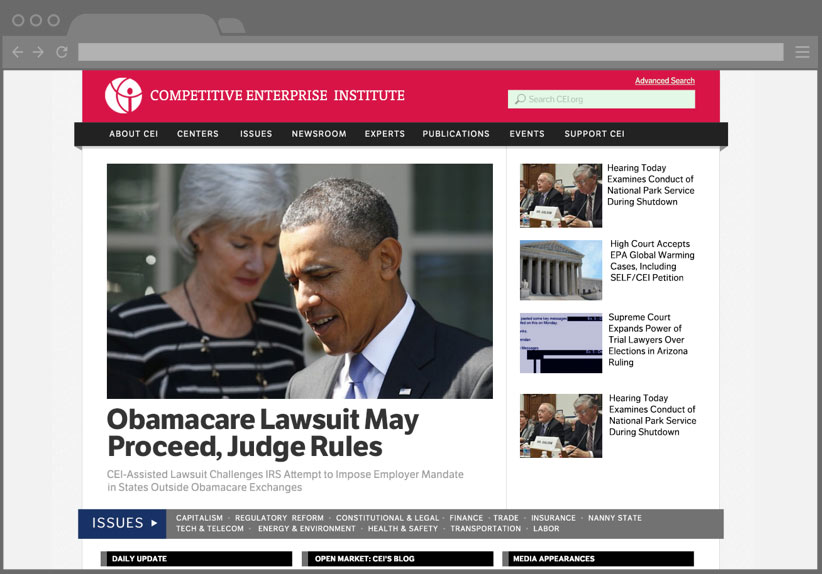 Advanced Search
COMPETITIVE ENTERPRISE INSTITUTE
Search CEI.org
ABOUT CEI CENTERS ISSUES NEWSROOM EXPERTS PUBLICATIONS EVENTS SUPPORT CEI
Obamacare Lawsuit May
Proceed, Judge Rules
CEI-Assisted Lawsuit Challenges IRS Attempt to Impose Employer Mandate
in States Outside Obamacare Exchanges
Hearing Today
Examines Conduct of
National Park Service
During Shutdown
High Court Accepts
EPA Global Warming
Cases, Including
SELF/CEI Petition
Supreme Court
Expands Power of
Trial Lawyers Over
Elections in Arizona
Ruling
Hearing Today
Examines Conduct of
National Park Service
During Shutdown
ISSUES
CAPITALISM · REGULATORY REFORM · CONSTITUTIONAL & LEGAL · FINANCE · TRADE · INSURANCE · NANNY STATE
TECH & TELECOM · ENERGY & ENVIRONMENT · HEALTH & SAFETY · TRANSPORTATION · LABOR
DAILY UPDATE
OPEN MARKET: CEI'S BLOG
MEDIA APPEARANCES